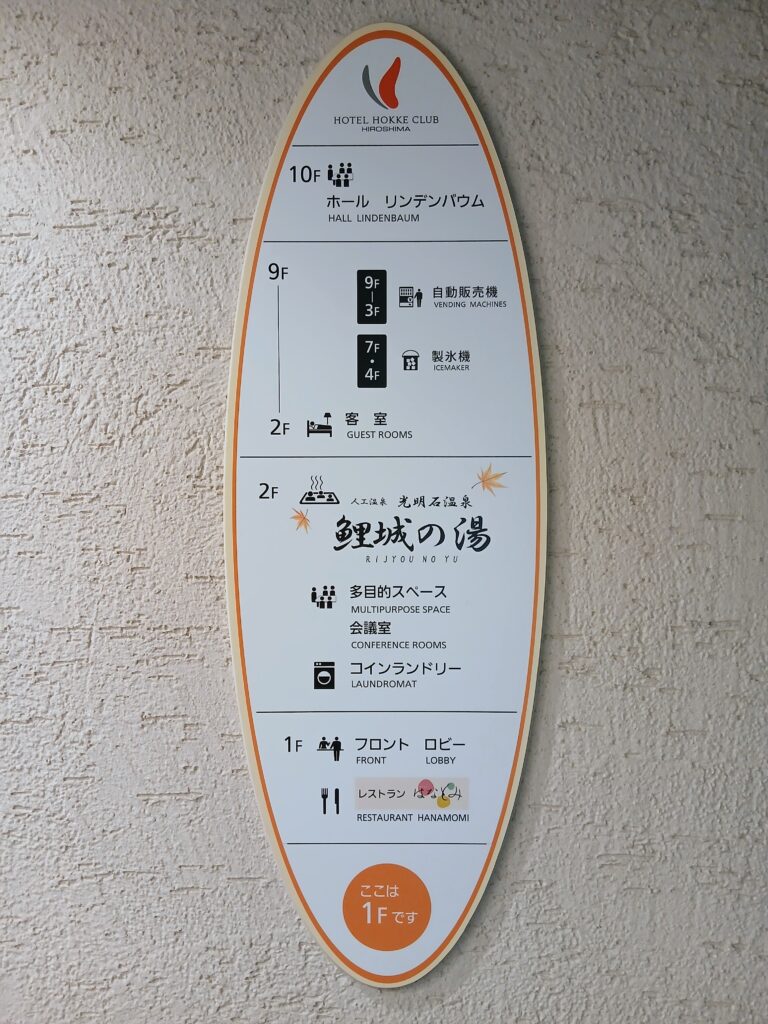 HOTEL HOKKE CLUB
HIROSHIMA
10F
ホール リンデンバウム
HALL LINDENBAUM
9F
9F
3F
自動販売機
VENDING MACHINES
7F
・
4F
製氷機
ICEMAKER
2F
客 室
GUEST ROOMS
2F
人工温泉 光明石温泉
鯉城の湯
RIJYOU NO YU
多目的スペース
MULTIPURPOSE SPACE
会議室
CONFERENCE ROOMS
コインランドリー
LAUNDROMAT
1F
フロント ロビー
FRONT LOBBY
レストラン はなもみ
RESTAURANT HANAMOMI
ここは
1Fです